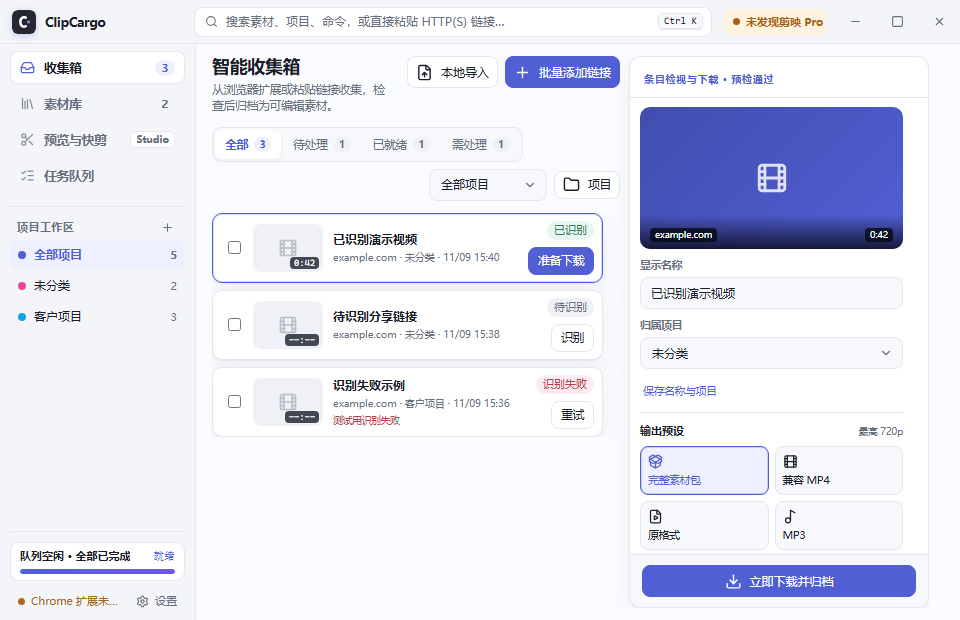 ClipCargo
搜索素材、项目、命令，或直接粘贴 HTTP(S) 链接...
Ctrl K
未发现剪映 Pro
收集箱 3
素材库 2
预览与快剪 Studio
任务队列
项目工作区
全部项目 5
未分类 2
客户项目 3
队列空闲 • 全部已完成 就绪
Chrome 扩展未...
设置
智能收集箱
从浏览器扩展或粘贴链接收集，检
查后归档为可编辑素材。
本地导入
批量添加链接
全部 3
待处理 1
已就绪 1
需处理 1
全部项目
项目
已识别演示视频
example.com · 未分类 · 11/09 15:40
0:42
已识别
准备下载
待识别分享链接
example.com · 未分类 · 11/09 15:38
--:--
待识别
识别
识别失败示例
example.com · 客户项目 · 11/09 15:36
测试用识别失败
--:--
识别失败
重试
条目检视与下载 • 预检通过
example.com
0:42
显示名称
已识别演示视频
归属项目
未分类
保存名称与项目
输出预设 最高 720p
完整素材包
兼容 MP4
原格式
MP3
立即下载并归档